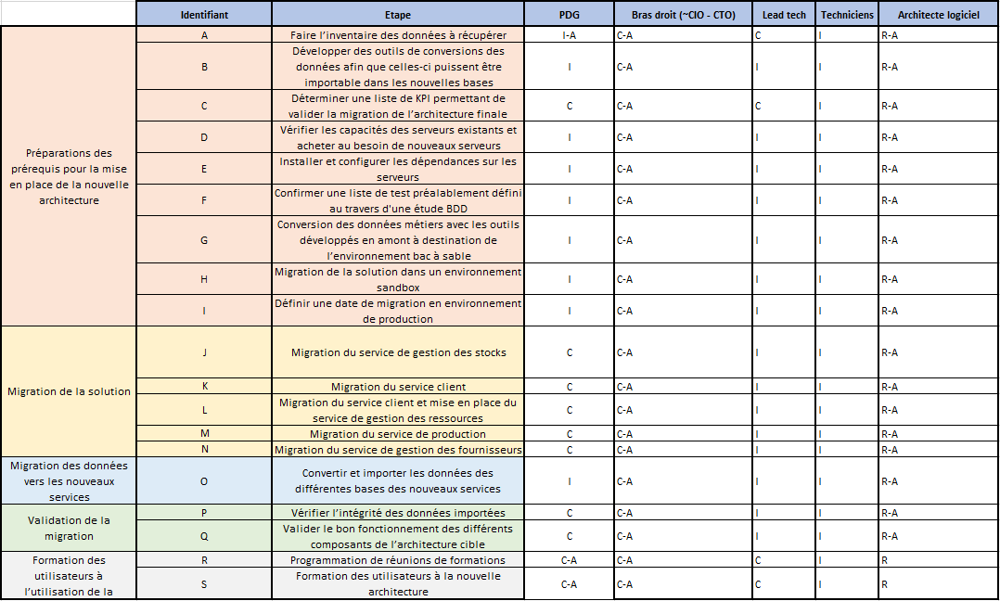 Identifiant Etape PDG Bras droit (~CIO - CTO) Lead tech Techniciens Architecte logiciel
Préparations des
prérequis pour la mise
en place de la nouvelle
architecture
A Faire l’inventaire des données à récupérer I-A C-A C I R-A
B Développer des outils de conversions des
données afin que celles-ci puissent être
importable dans les nouvelles bases
I C-A I I R-A
C Déterminer une liste de KPI permettant de
valider la migration de l’architecture finale
C C-A C I R-A
D Vérifier les capacités des serveurs existants et
acheter au besoin de nouveaux serveurs
I C-A I I R-A
E Installer et configurer les dépendances sur les
serveurs
I C-A I I R-A
F Confirmer une liste de test préalablement défini
au travers d'une étude BDD
I C-A I I R-A
G Conversion des données métiers avec les outils
développés en amont à destination de
l’environnement bac à sable
I C-A I I R-A
H Migration de la solution dans un environnement
sandbox
I C-A I I R-A
I Définir une date de migration en environnement
de production
I C-A I I R-A
Migration de la solution
J Migration du service de gestion des stocks C C-A I I R-A
K Migration du service client C C-A I I R-A
L Migration du service client et mise en place du
service de gestion des ressources
C C-A I I R-A
M Migration du service de production C C-A I I R-A
N Migration du service de gestion des fournisseurs C C-A I I R-A
Migration des données
vers les nouveaux
services
O Convertir et importer les données des
différentes bases des nouveaux services
I C-A I I R-A
Validation de la
migration
P Vérifier l’intégrité des données importées C C-A I I R-A
Q Valider le bon fonctionnement des différents
composants de l’architecture cible
C C-A I I R-A
Formation des
utilisateurs à
l’utilisation de la
R Programmation de réunions de formations C-A C-A C I R
S Formation des utilisateurs à la nouvelle
architecture
C-A C-A C I R